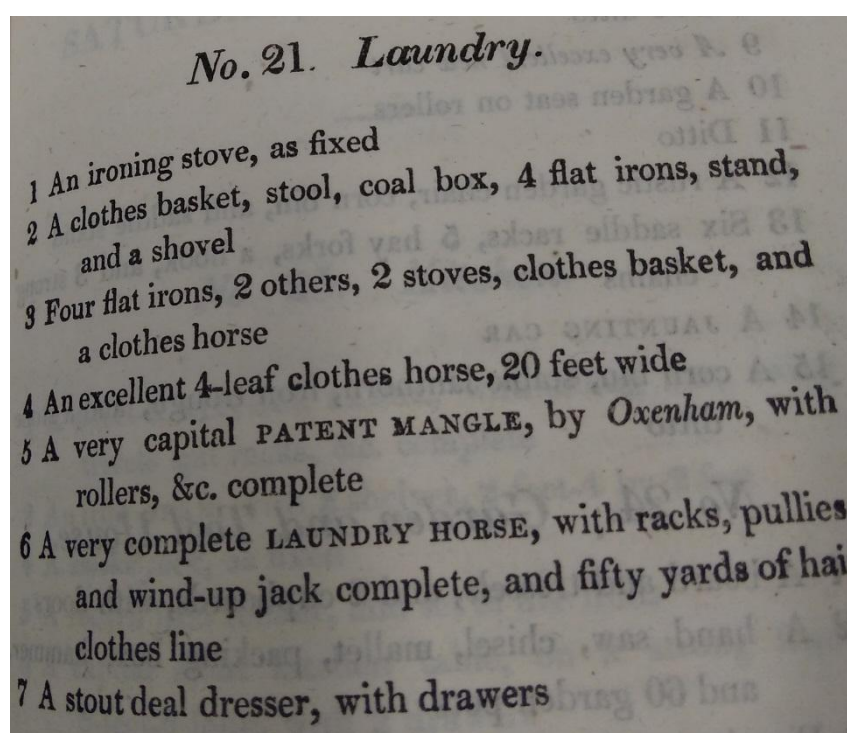 No. 21. Laundry.
1 An ironing stove, as fixed
2 A clothes basket, stool, coal box, 4 flat irons, stand,
and a shovel
3 Four flat irons, 2 others, 2 stoves, clothes basket, and
a clothes horse
4 An excellent 4-leaf clothes horse, 20 feet wide
5 A very capital PATENT MANGLE, by Oxenham, with
rollers, &c. complete
6 A very complete LAUNDRY HORSE, with racks, pullies
and wind-up jack complete, and fifty yards of hai
clothes line
7 A stout deal dresser, with drawers